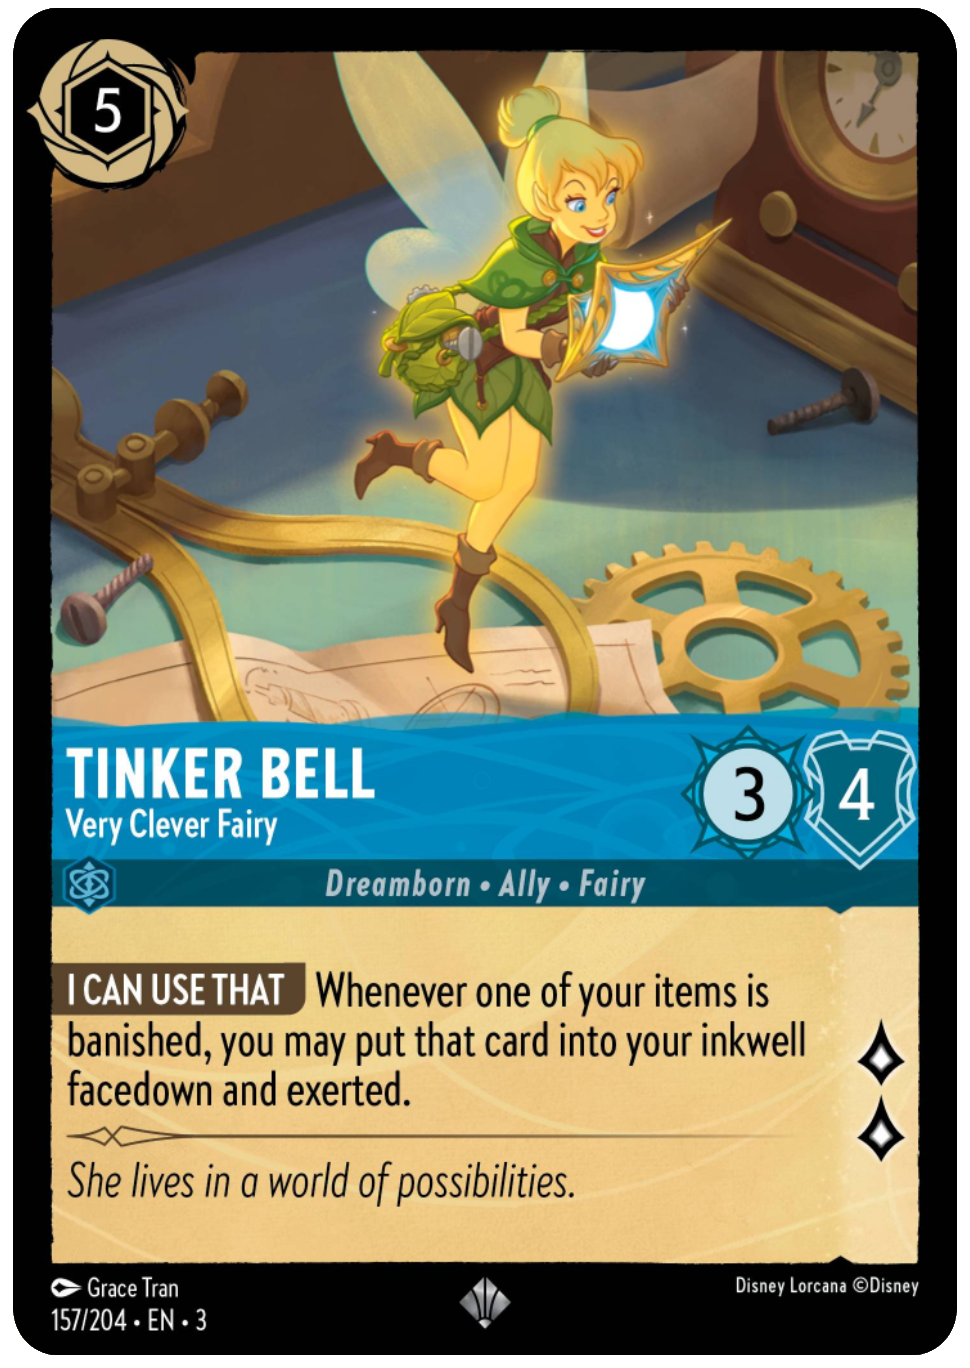 5
TINKER BELL
Very Clever Fairy
3
4
Dreamborn • Ally • Fairy
I CAN USE THAT Whenever one of your items is
banished, you may put that card into your inkwell
facedown and exerted.
She lives in a world of possibilities.
Grace Tran
157/204 • EN • 3
Disney Lorcana ©Disney